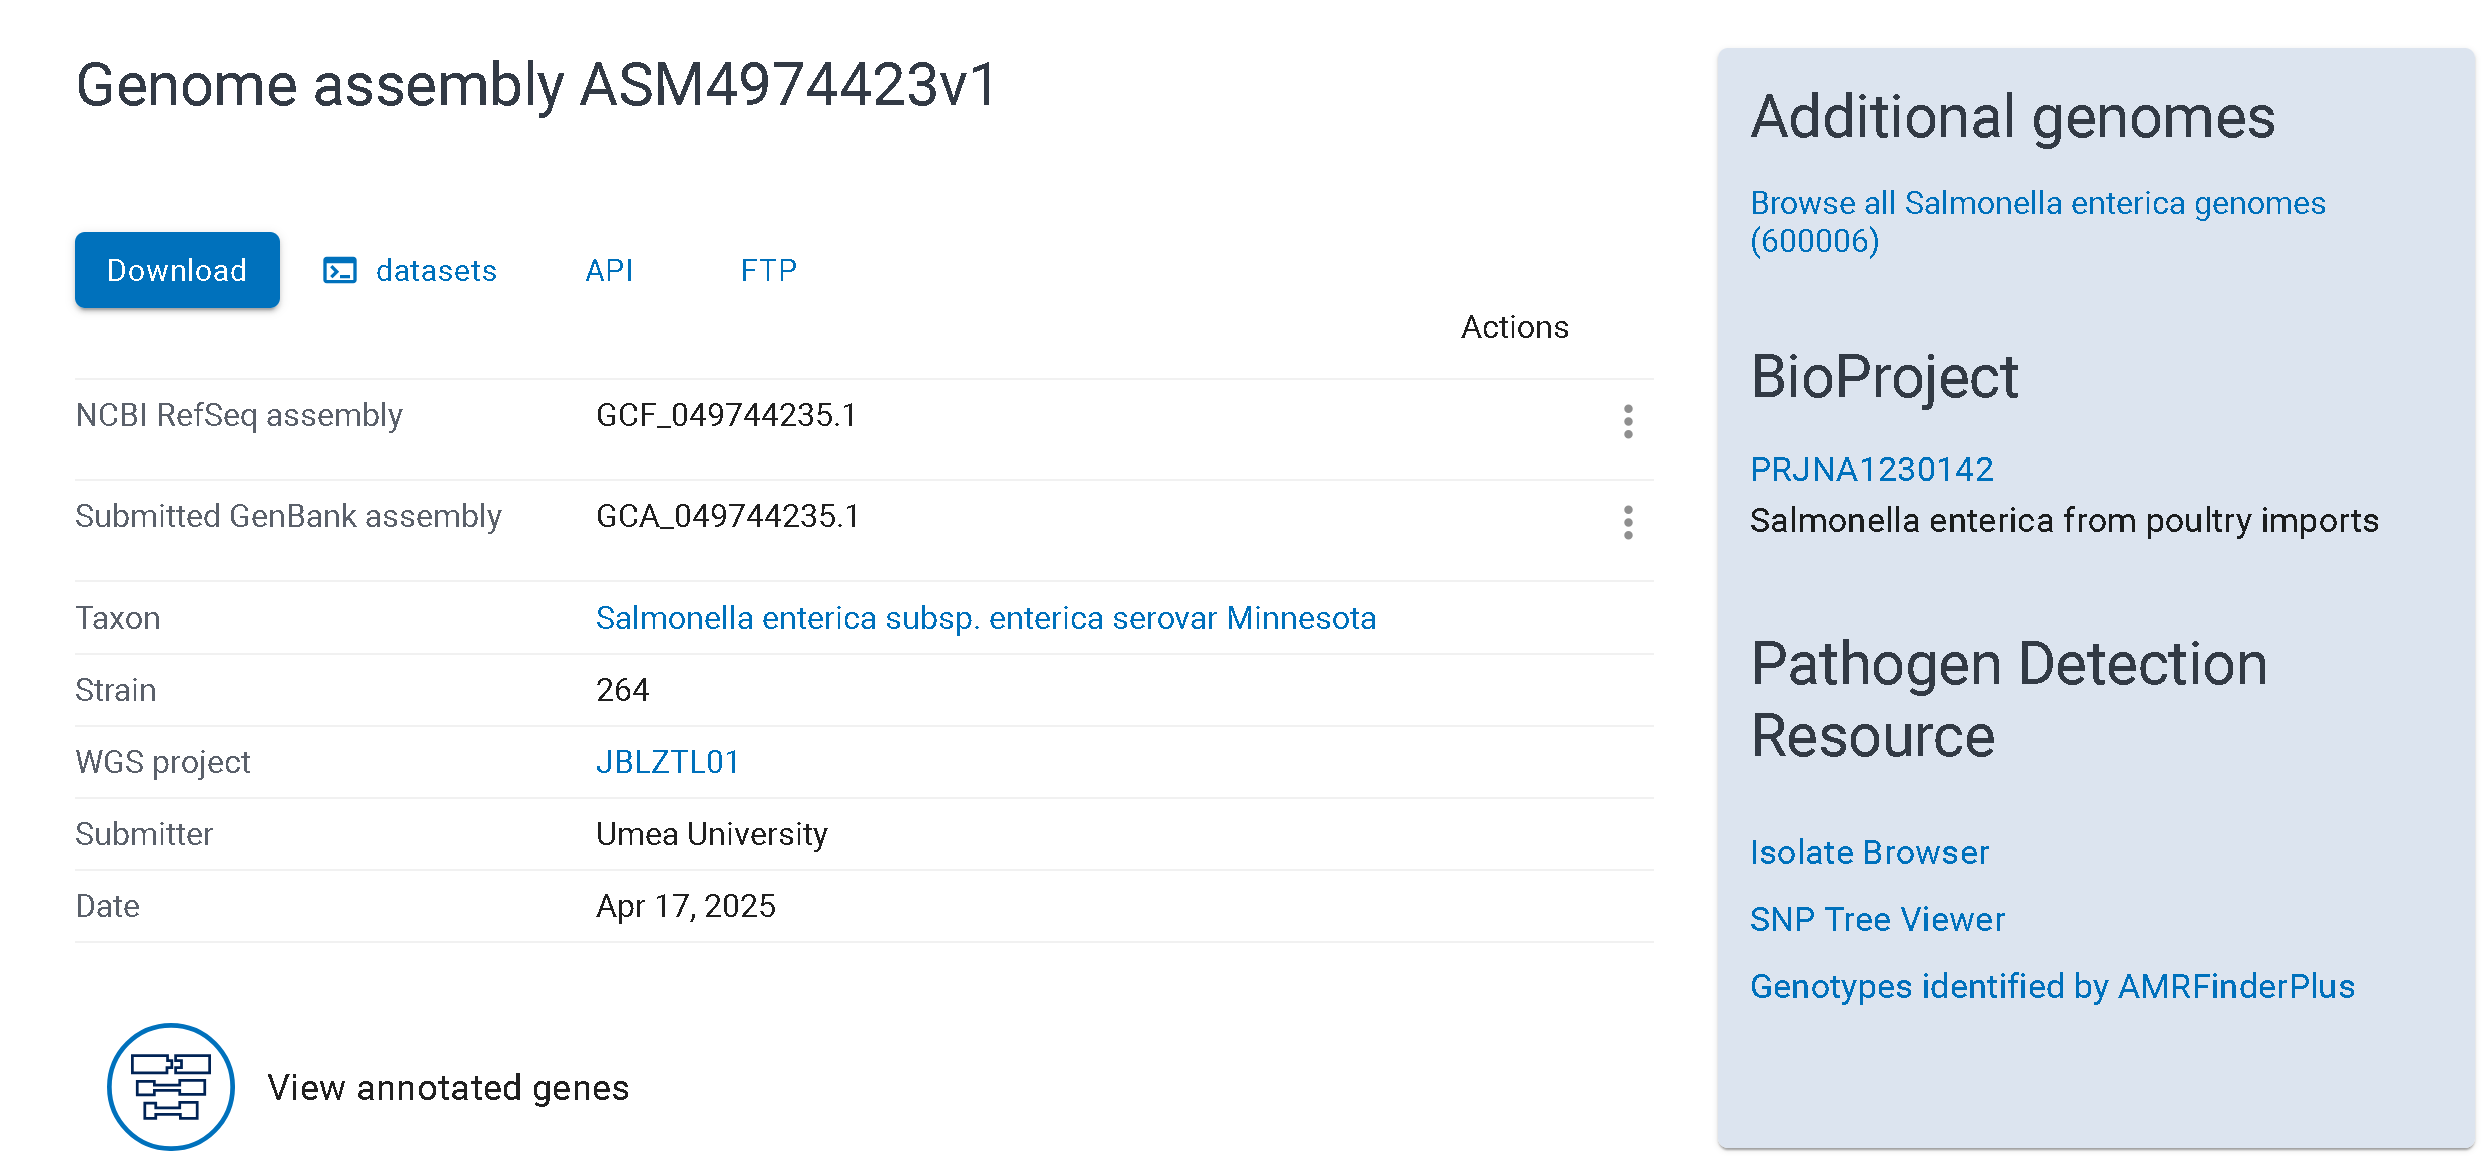 Genome assembly ASM4974423v1
Download
datasets
API
FTP
Actions
NCBI RefSeq assembly GCF_049744235.1
Submitted GenBank assembly GCA_049744235.1
Taxon Salmonella enterica subsp. enterica serovar Minnesota
Strain 264
WGS project JBLZTL01
Submitter Umea University
Date Apr 17, 2025
View annotated genes
Additional genomes
Browse all Salmonella enterica genomes
(600006)
BioProject
PRJNA1230142
Salmonella enterica from poultry imports
Pathogen Detection
Resource
Isolate Browser
SNP Tree Viewer
Genotypes identified by AMRFinderPlus